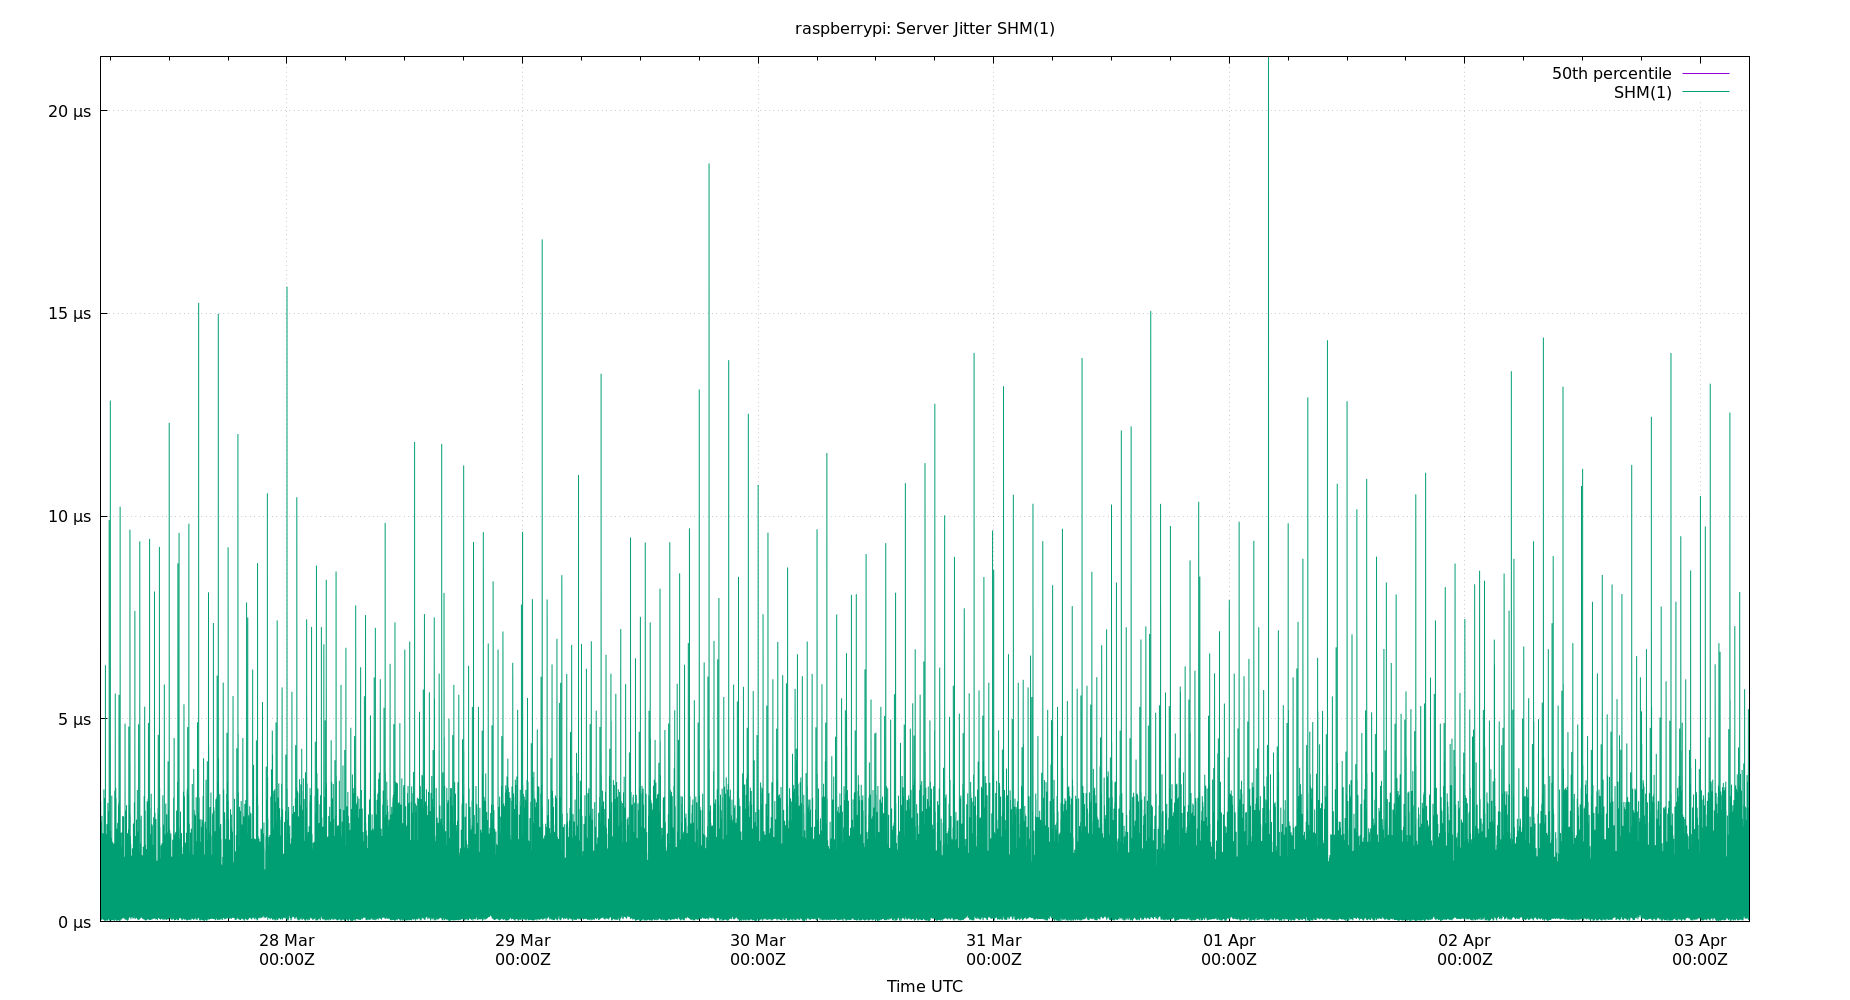 raspberrypi: Server Jitter SHM(1)
50th percentile
SHM(1)
20 µs
15 µs
10 µs
5 µs
0 µs
28 Mar 29 Mar 30 Mar 31 Mar 01 Apr 02 Apr 03 Apr
00:00Z 00:00Z 00:00Z 00:00Z 00:00Z 00:00Z 00:00Z
Time UTC